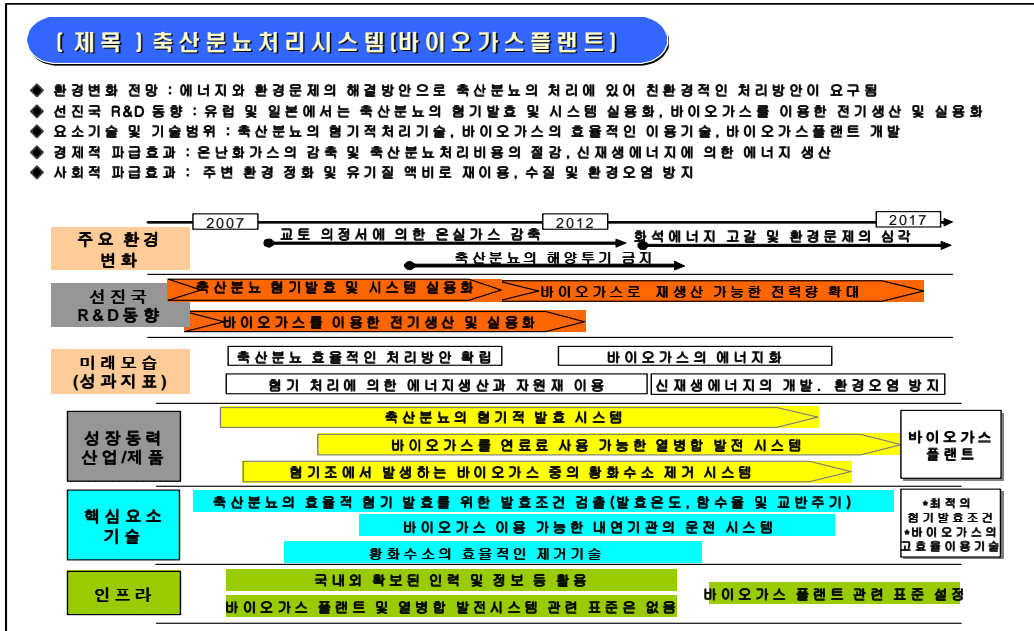 [ 제목 ] 축산분뇨처리시스템(바이오가스플랜트)
◆ 환경변화 전망 : 에너지와 환경문제의 해결방안으로 축산분뇨의 처리에 있어 친환경적인 처리방안이 요구됨
◆ 선진국 R&D 동향 : 유럽 및 일본에서는 축산분뇨의 혐기발효 및 시스템 실용화, 바이오가스를 이용한 전기생산 및 실용화
◆ 요소기술 및 기술범위 : 축산분뇨의 혐기적처리기술, 바이오가스의 효율적인 이용기술, 바이오가스플랜트 개발
◆ 경제적 파급효과 : 온난화가스의 감축 및 축산분뇨처리비용의 절감, 신재생에너지에 의한 에너지 생산
◆ 사회적 파급효과 : 주변 환경 정화 및 유기질 액비로 재이용, 수질 및 환경오염 방지
2007 2012 2017
주요 환경
변화
교토 의정서에 의한 온실가스 감축
화석에너지 고갈 및 환경문제의 심각
축산분뇨의 해양투기 금지
선진국
R&D동향
축산분뇨 혐기발효 및 시스템 실용화
바이오가스로 재생산 가능한 전력량 확대
바이오가스를 이용한 전기생산 및 실용화
미래모습
(성과지표)
축산분뇨 효율적인 처리방안 확립
바이오가스의 에너지화
혐기 처리에 의한 에너지생산과 자원재 이용
신재생에너지의 개발. 환경오염 방지
성장동력
산업/제품
축산분뇨의 혐기적 발효 시스템
바이오가스를 연료료 사용 가능한 열병합 발전 시스템
혐기조에서 발생하는 바이오가스 중의 황화수소 제거 시스템
바이오가스
플랜트
핵심요소
기술
축산분뇨의 효율적 혐기 발효를 위한 발효조건 검출(발효온도, 함수율 및 교반주기)
바이오가스 이용 가능한 내연기관의 운전 시스템
황화수소의 효율적인 제거기술
*최적의
혐기발효조건
*바이오가스의
고효율이용기술
인프라
국내외 확보된 인력 및 정보 등 활용
바이오가스 플랜트 및 열병합 발전시스템 관련 표준은 없음
바이오가스 플랜트 관련 표준 설정